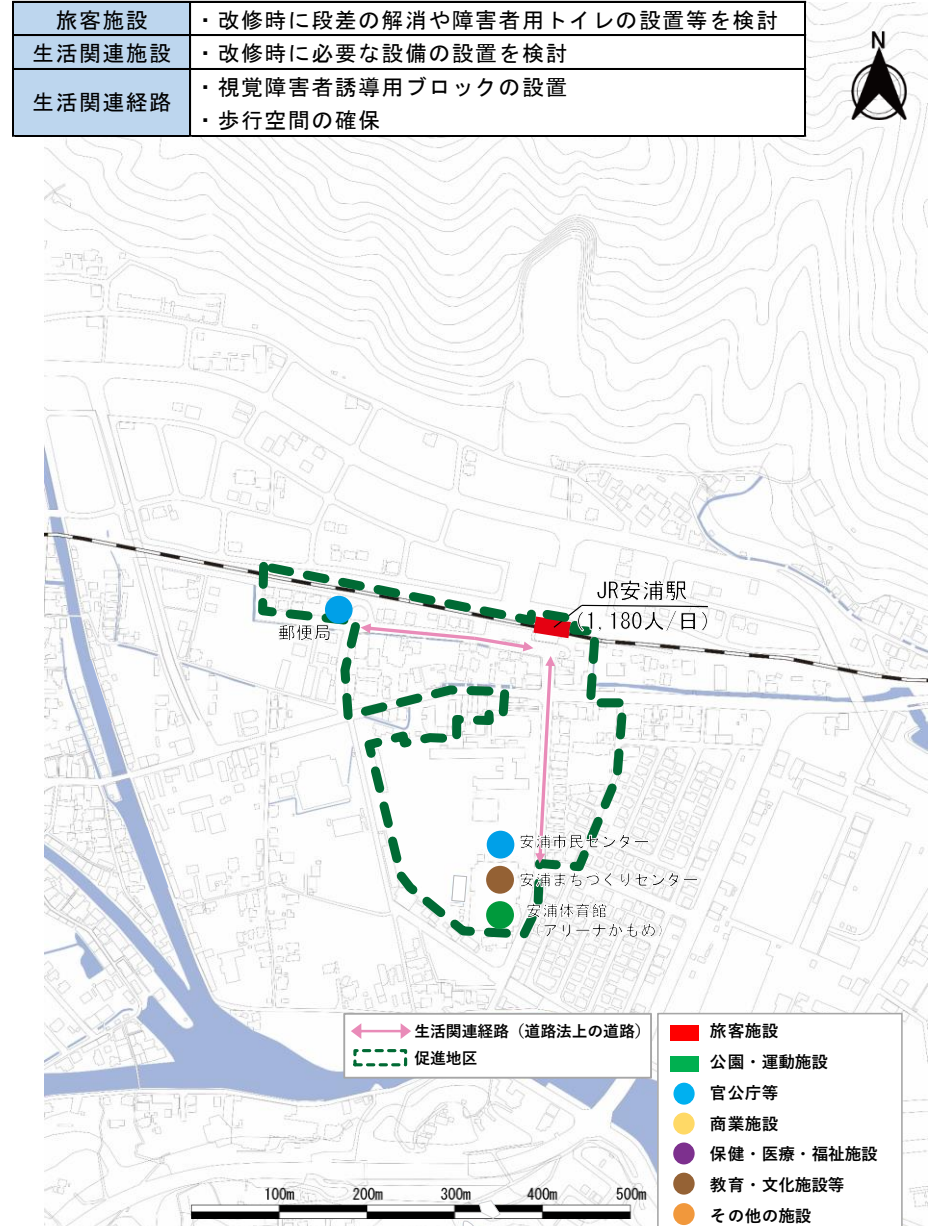 旅客施設
・改修時に段差の解消や障害者用トイレの設置等を検討
生活関連施設
・改修時に必要な設備の設置を検討
生活関連経路
・視覚障害者誘導用ブロックの設置
・歩行空間の確保
N
JR安浦駅
(1,180人/日)
郵便局
安浦市民センター
安浦まちづくりセンター
安浦体育館
(アリーナかもめ)
生活関連経路（道路法上の道路）
促進地区
旅客施設
公園・運動施設
官公庁等
商業施設
保健・医療・福祉施設
教育・文化施設等
その他の施設
100m 200m 300m 400m 500m